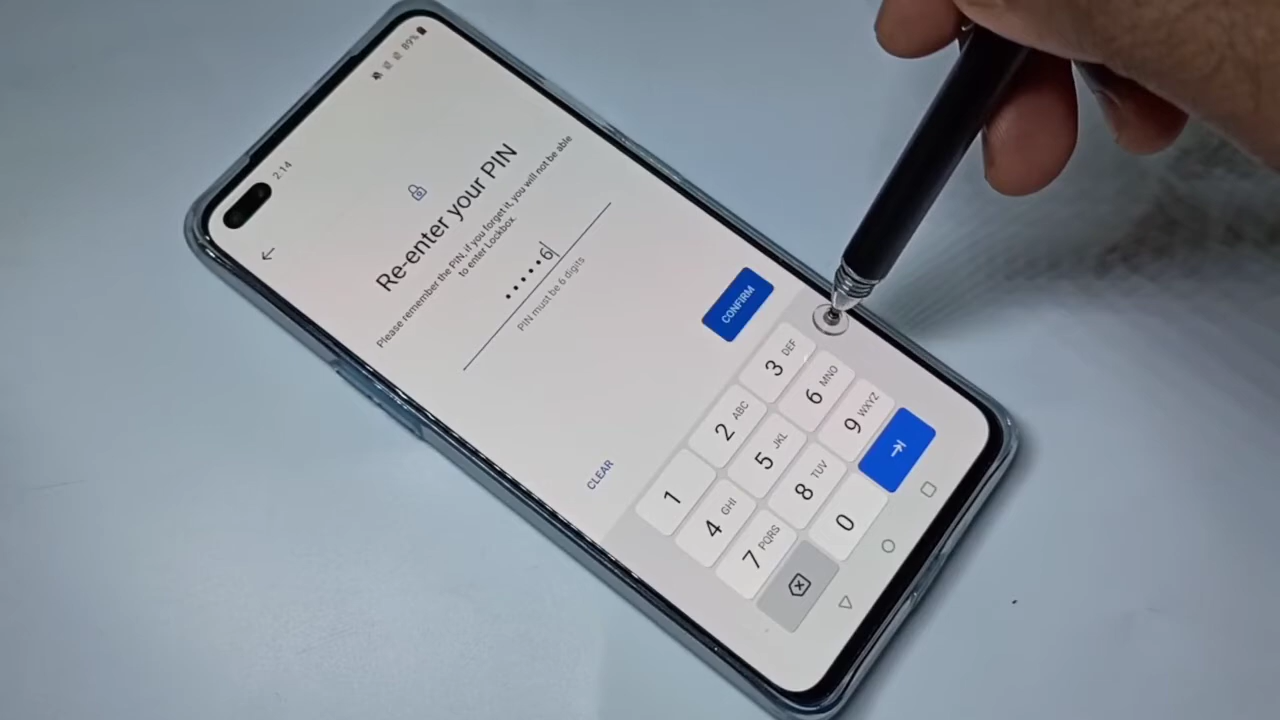 2:14
89%
Re-enter your PIN
Please remember the PIN, if you forget it, you will not be able
to enter Lockbox.
•••••6
PIN must be 6 digits
CLEAR
CONFIRM
1
2 ABC
3 DEF
4 GHI
5 JKL
6 MNO
7 PQRS
8 TUV
9 WXYZ
0